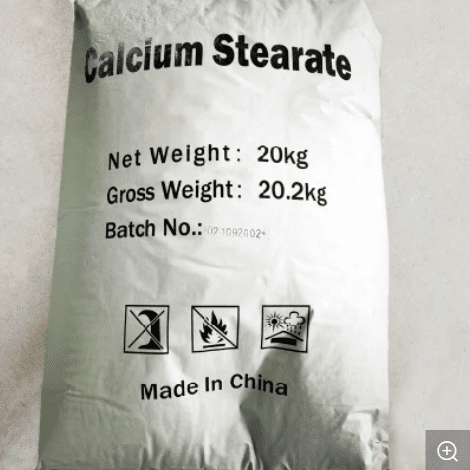 Calcium Stearate
Net Weight: 20kg
Gross Weight: 20.2kg
Batch No.:
Made In China